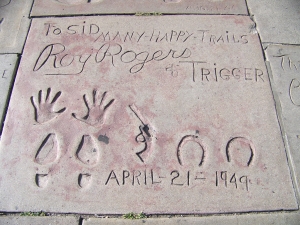 To SID
MANY-HAPPY-TRAILS
Roy Rogers
& TRIGGER
APRIL-21-1949